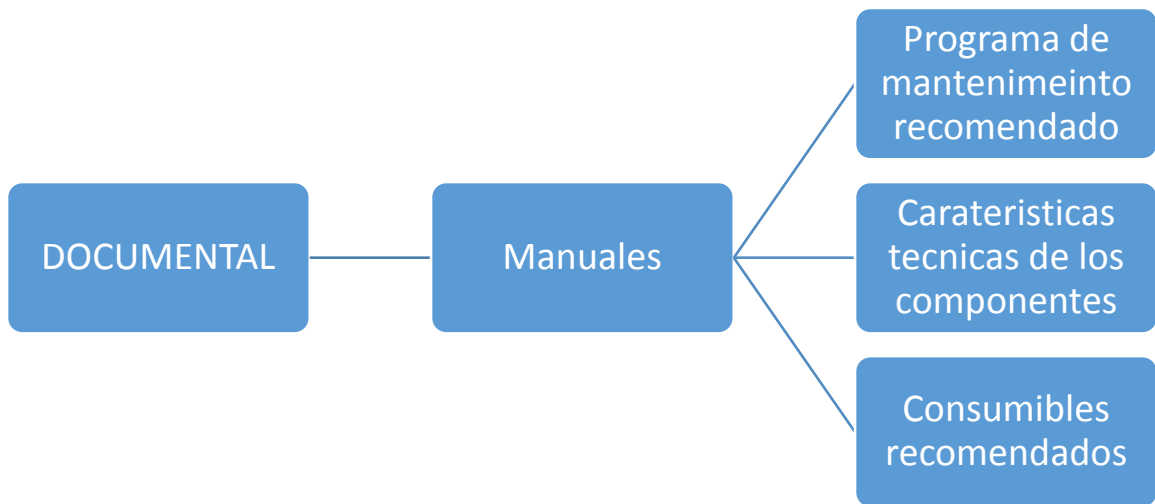 DOCUMENTAL
Manuales
Programa de
mantenimeinto
recomendado
Carateristicas
tecnicas de los
componentes
Consumibles
recomendados